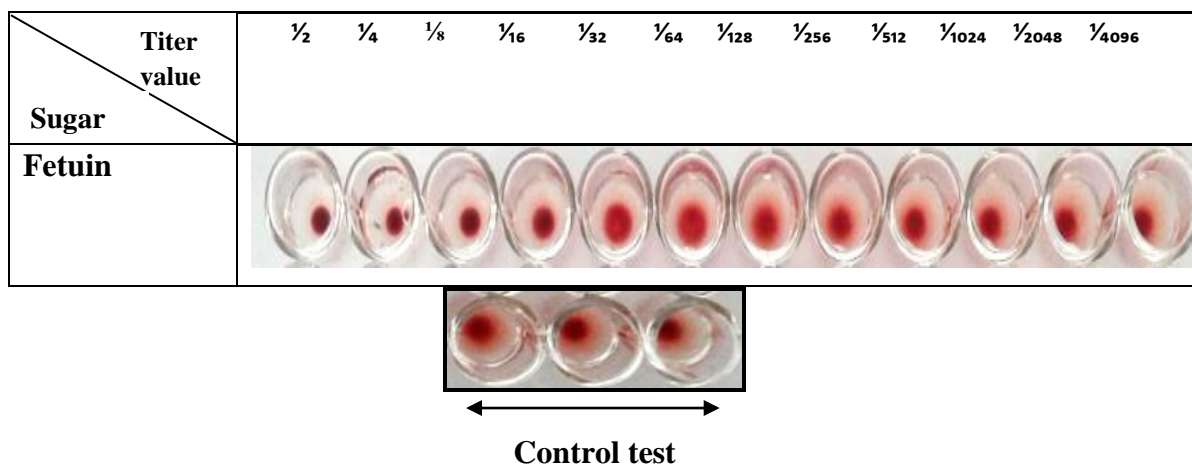 Titer value
½ ¼ ⅛ ¹⁄₁₆ ¹⁄₃₂ ¹⁄₆₄ ¹⁄₁₂₈ ¹⁄₂₅₆ ¹⁄₅₁₂ ¹⁄₁₀₂₄ ¹⁄₂₀₄₈ ¹⁄₄₀₉₆
Sugar
Fetuin
Control test